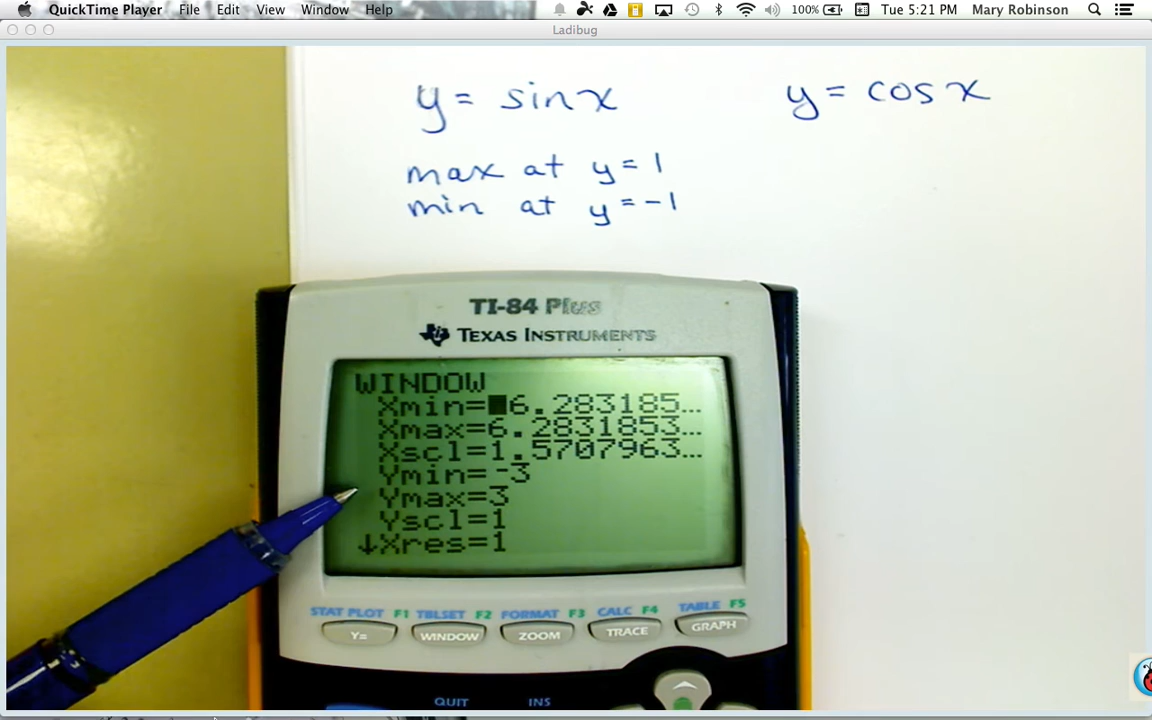 QuickTime Player File Edit View Window Help 100% Tue 5:21 PM Mary Robinson
Ladibug
y = sin x y = cos x
max at y = 1
min at y = -1
TI-84 Plus
TEXAS INSTRUMENTS
WINDOW
Xmin=■6.283185…
Xmax=6.2831853…
Xscl=1.5707963…
Ymin=-3
Ymax=3
Yscl=1
↓Xres=1
STAT PLOT F1 TBLSET F2 FORMAT F3 CALC F4 TABLE F5
Y= WINDOW ZOOM TRACE GRAPH
QUIT INS